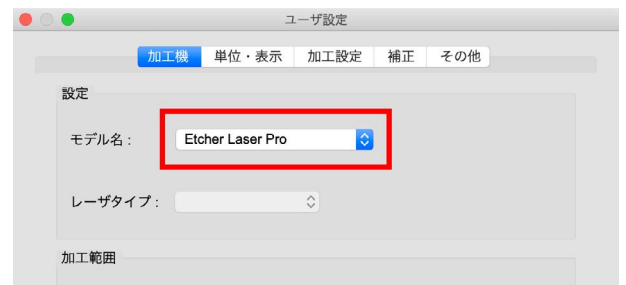 ユーザ設定
加工機 単位・表示 加工設定 補正 その他
設定
モデル名： Etcher Laser Pro
レーザタイプ：
加工範囲